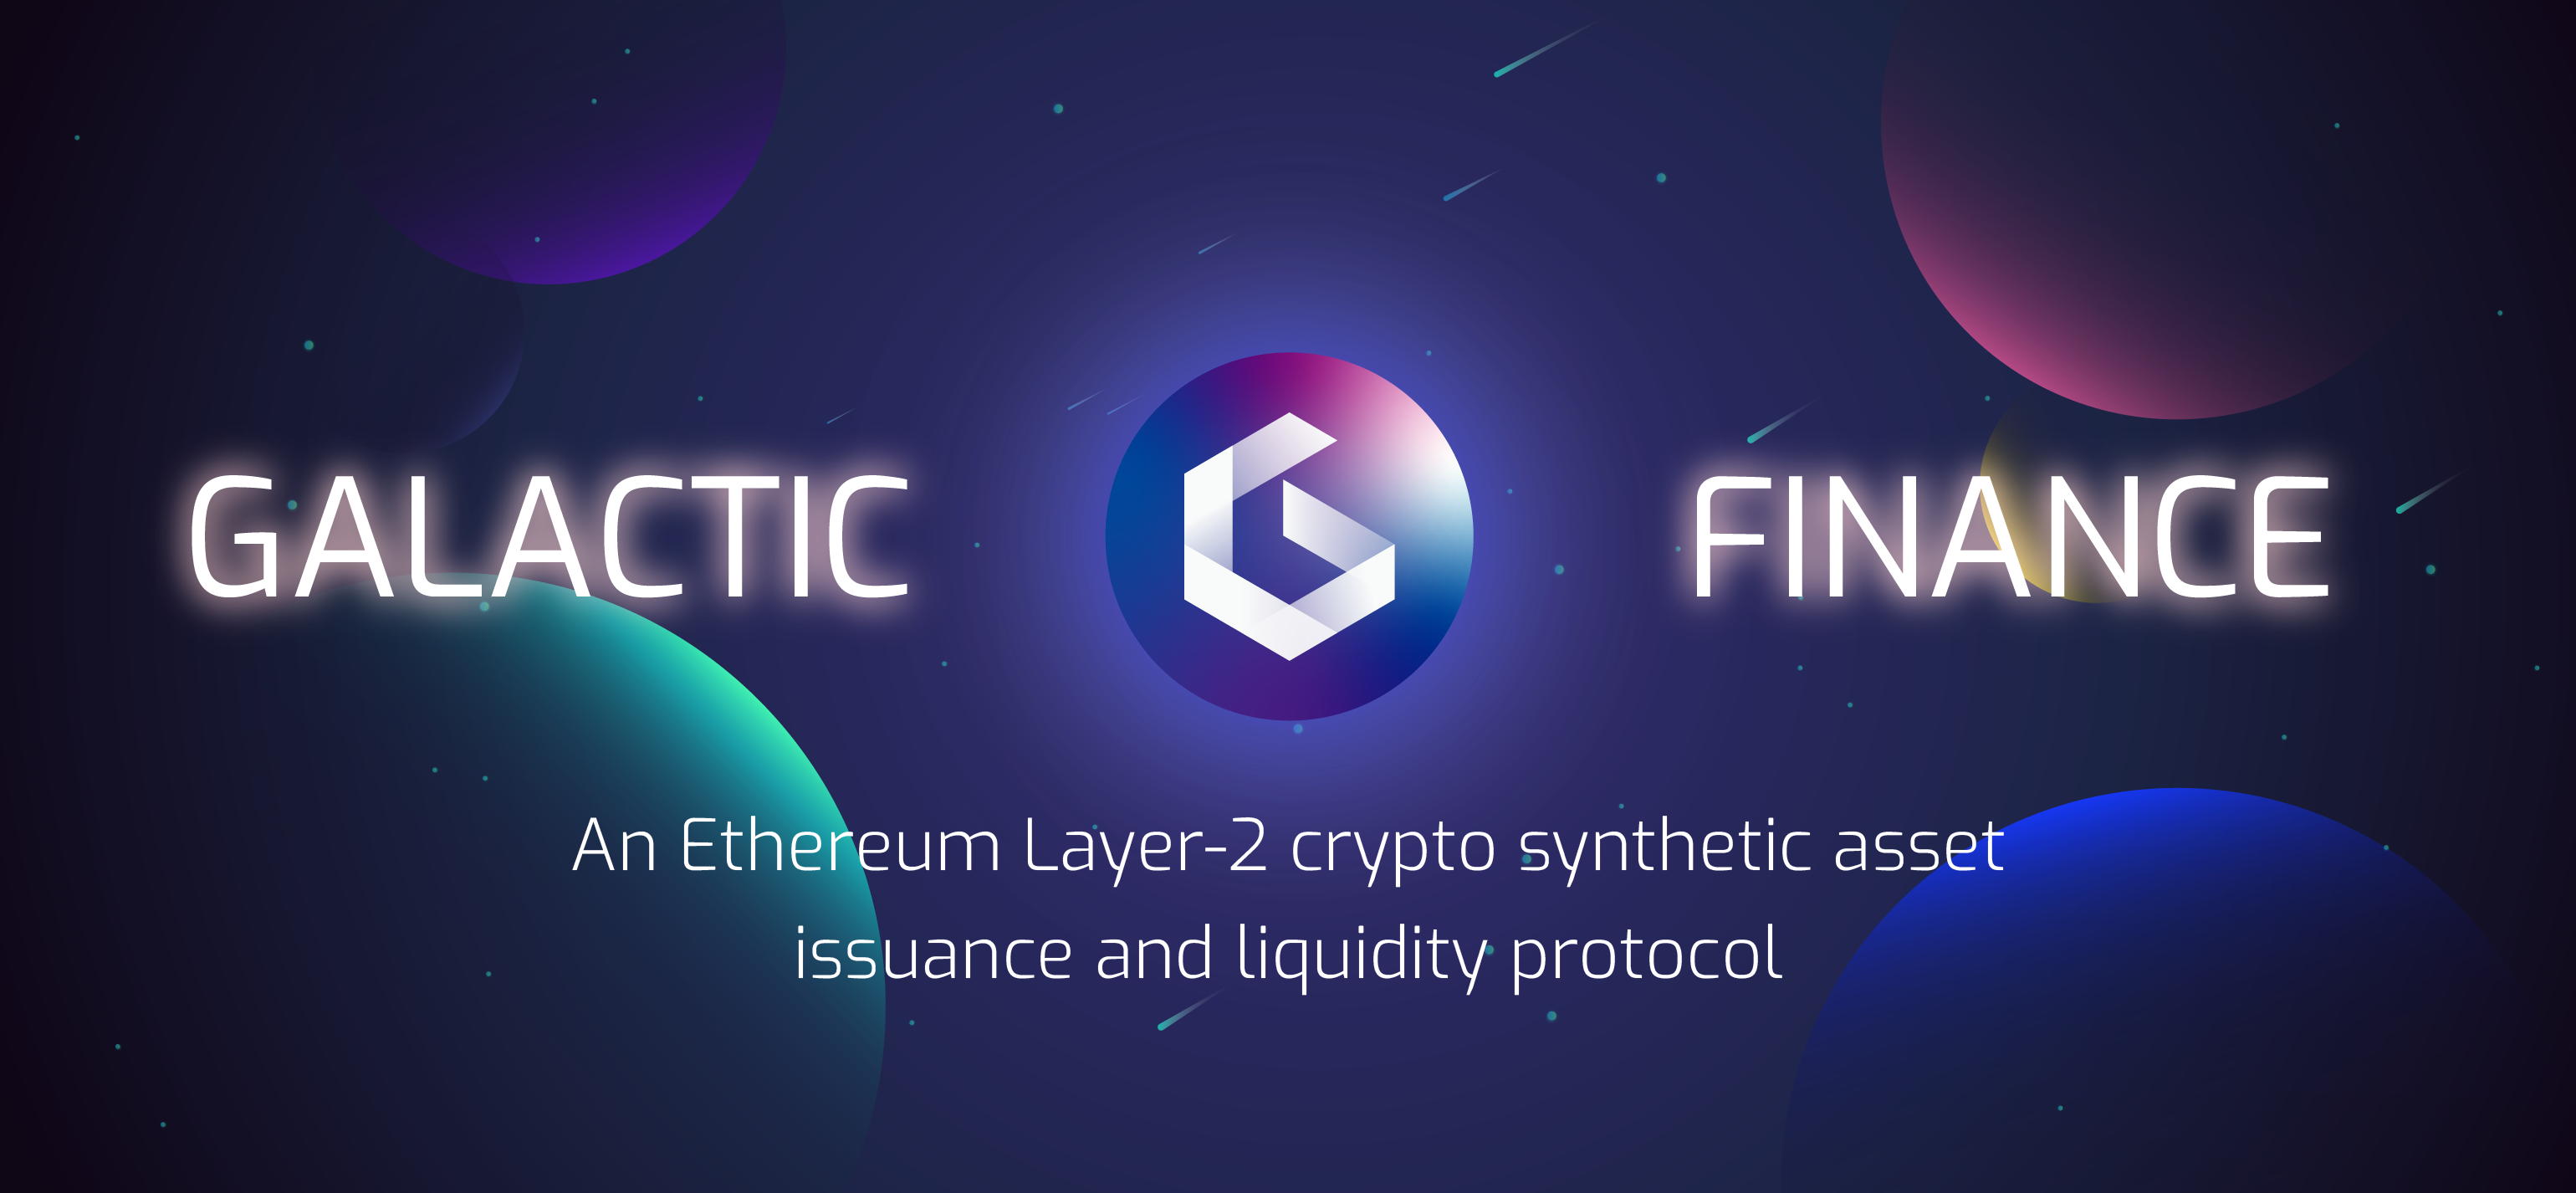 GALACTIC FINANCE
An Ethereum Layer-2 crypto synthetic asset
issuance and liquidity protocol